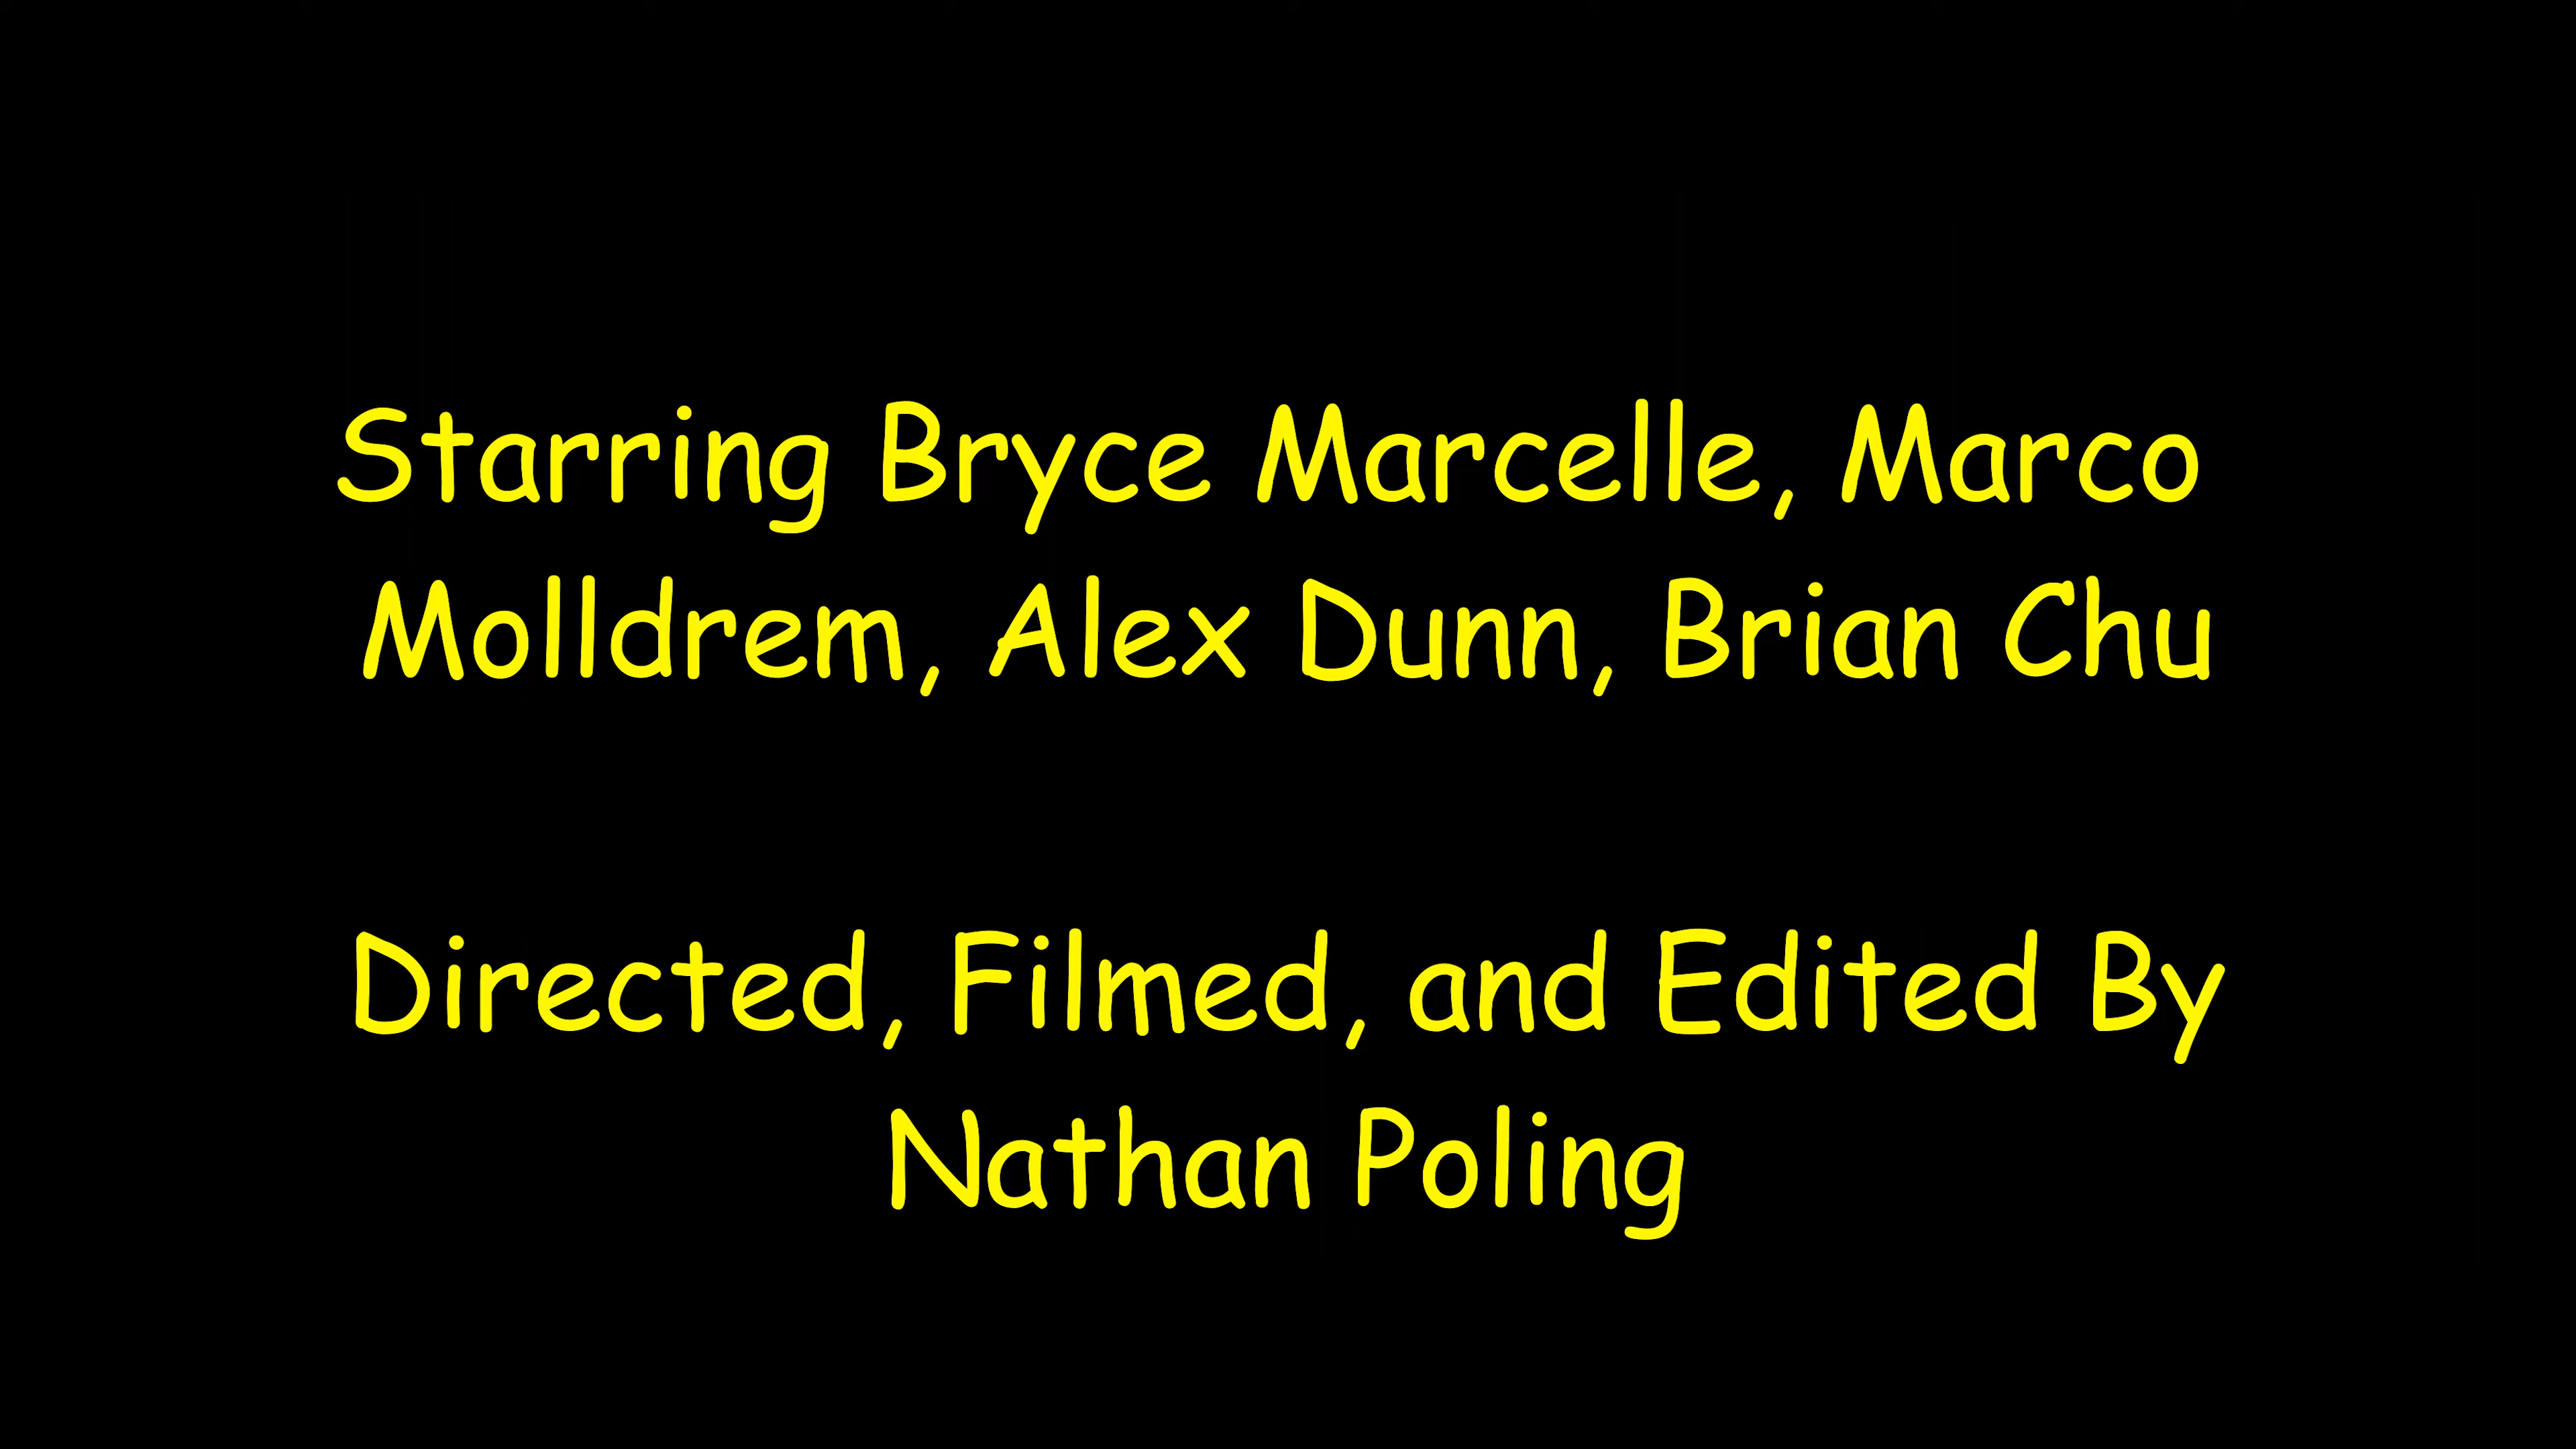 Starring Bryce Marcelle, Marco
Molldrem, Alex Dunn, Brian Chu
Directed, Filmed, and Edited By
Nathan Poling